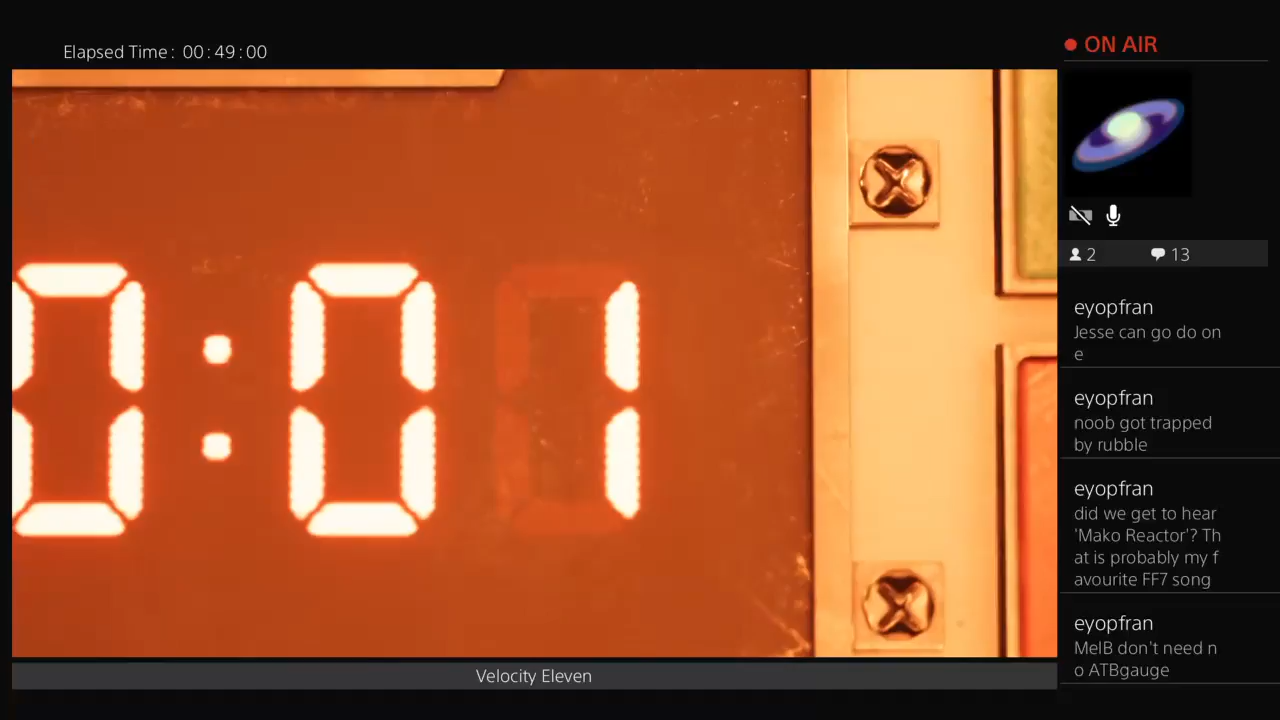 Elapsed Time: 00:49:00
ON AIR
2 13
0:01
eyopfran
Jesse can go do on
e
eyopfran
noob got trapped
by rubble
eyopfran
did we get to hear
'Mako Reactor'? Th
at is probably my f
avourite FF7 song
eyopfran
MelB don't need n
o ATBgauge
Velocity Eleven